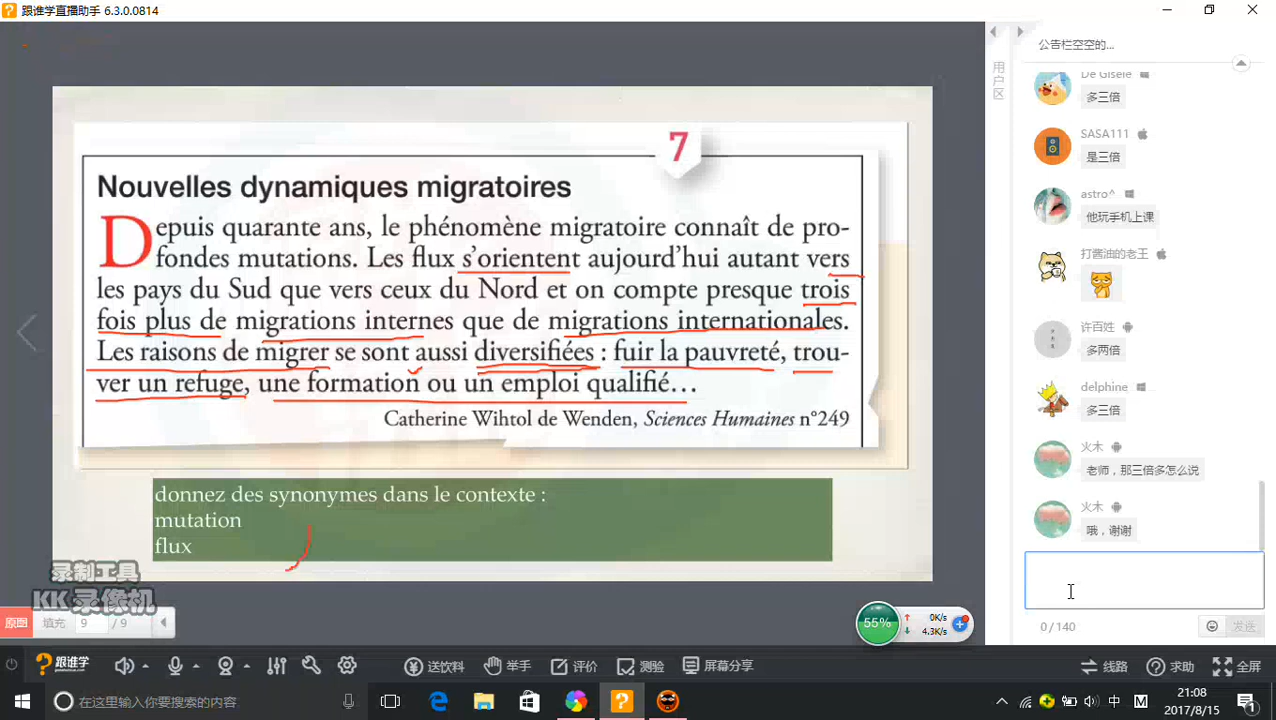 跟谁学直播助手 6.3.0.0814
7
Nouvelles dynamiques migratoires
Depuis quarante ans, le phénomène migratoire connaît de pro-
fondes mutations. Les flux s'orientent aujourd'hui autant vers
les pays du Sud que vers ceux du Nord et on compte presque trois
fois plus de migrations internes que de migrations internationales.
Les raisons de migrer se sont aussi diversifiées : fuir la pauvreté, trou-
ver un refuge, une formation ou un emploi qualifié…
Catherine Wihtol de Wenden, Sciences Humaines n°249
donnez des synonymes dans le contexte :
mutation
flux
录制工具
KK录像机
原图 填充 9 / 9
用户区
公告栏空空的...
De Gisele
多三倍
SASA111
是三倍
astro^
他玩手机上课
打酱油的老王
许百姓
多两倍
delphine
多三倍
火木
老师，那三倍多怎么说
火木
哦，谢谢
0 / 140
发送
55%
0K/s
4.3K/s
跟谁学
送饮料 举手 评价 测验 屏幕分享 线路 求助 全屏
在这里输入你要搜索的内容
中 M
21:08
2017/8/15
1